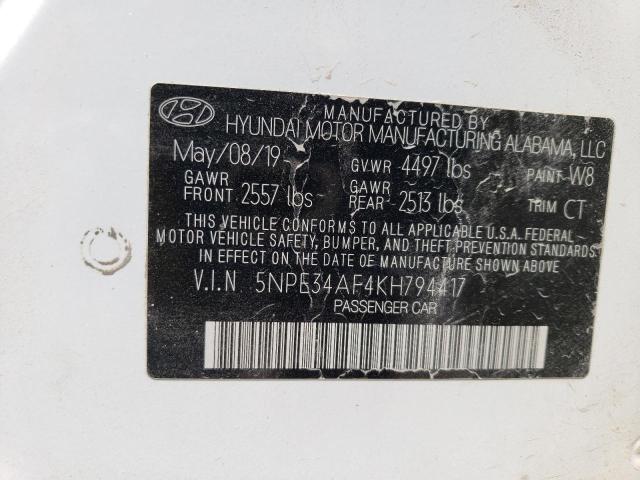 MANUFACTURED BY
HYUNDAI MOTOR MANUFACTURING ALABAMA, LLC
May/08/19 GVWR 4497 lbs PAINT W8
GAWR FRONT 2557 lbs GAWR REAR 2513 lbs TRIM CT
THIS VEHICLE CONFORMS TO ALL APPLICABLE U.S.A. FEDERAL
MOTOR VEHICLE SAFETY, BUMPER, AND THEFT PREVENTION STANDARDS
IN EFFECT ON THE DATE OF MANUFACTURE SHOWN ABOVE
V.I.N. 5NPE34AF4KH794417
PASSENGER CAR